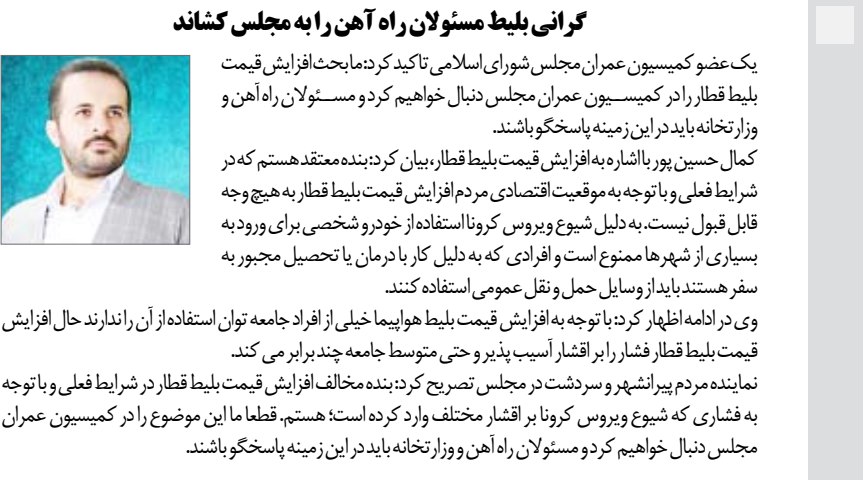 گرانی بلیط مسئولان راه آهن را به مجلس کشاند
یک عضو کمیسیون عمران مجلس شورای اسلامی تاکید کرد: ما بحث افزایش قیمت
بلیط قطار را در کمیسیون عمران مجلس دنبال خواهیم کرد و مسئولان راه آهن و
وزارتخانه باید در این زمینه پاسخگو باشند.
کمال حسین پور با اشاره به افزایش قیمت بلیط قطار، بیان کرد: بنده معتقد هستم که در
شرایط فعلی و با توجه به موقعیت اقتصادی مردم افزایش قیمت بلیط قطار به هیچ وجه
قابل قبول نیست. به دلیل شیوع ویروس کرونا استفاده از خودرو شخصی برای ورود به
بسیاری از شهرها ممنوع است و افرادی که به دلیل کار با درمان یا تحصیل مجبور به
سفر هستند باید از وسایل حمل و نقل عمومی استفاده کنند.
وی در ادامه اظهار کرد: با توجه به افزایش قیمت بلیط هواپیما خیلی از افراد جامعه توان استفاده از آن را ندارند حال افزایش
قیمت بلیط قطار فشار را بر اقشار آسیب پذیر و حتی متوسط جامعه چند برابر می کند.
نماینده مردم پیرانشهر و سردشت در مجلس تصریح کرد: بنده مخالف افزایش قیمت بلیط قطار در شرایط فعلی و با توجه
به فشاری که شیوع ویروس کرونا بر اقشار مختلف وارد کرده است؛ هستم. قطعا ما این موضوع را در کمیسیون عمران
مجلس دنبال خواهیم کرد و مسئولان راه آهن و وزارتخانه باید در این زمینه پاسخگو باشند.